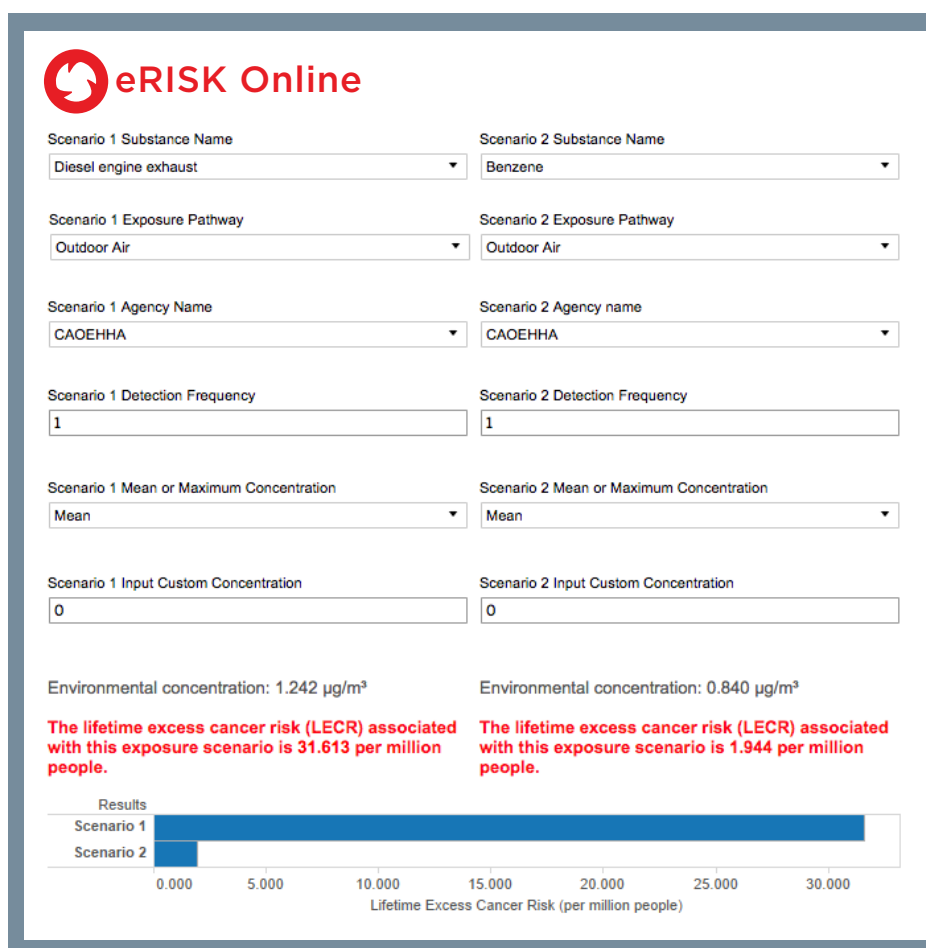 eRISK Online
Scenario 1 Substance Name
Diesel engine exhaust
Scenario 2 Substance Name
Benzene
Scenario 1 Exposure Pathway
Outdoor Air
Scenario 2 Exposure Pathway
Outdoor Air
Scenario 1 Agency Name
CAOEHHA
Scenario 2 Agency name
CAOEHHA
Scenario 1 Detection Frequency
1
Scenario 2 Detection Frequency
1
Scenario 1 Mean or Maximum Concentration
Mean
Scenario 2 Mean or Maximum Concentration
Mean
Scenario 1 Input Custom Concentration
0
Scenario 2 Input Custom Concentration
0
Environmental concentration: 1.242 µg/m³
The lifetime excess cancer risk (LECR) associated
with this exposure scenario is 31.613 per million
people.
Environmental concentration: 0.840 µg/m³
The lifetime excess cancer risk (LECR) associated
with this exposure scenario is 1.944 per million
people.
Results
Scenario 1
Scenario 2
0.000 5.000 10.000 15.000 20.000 25.000 30.000
Lifetime Excess Cancer Risk (per million people)